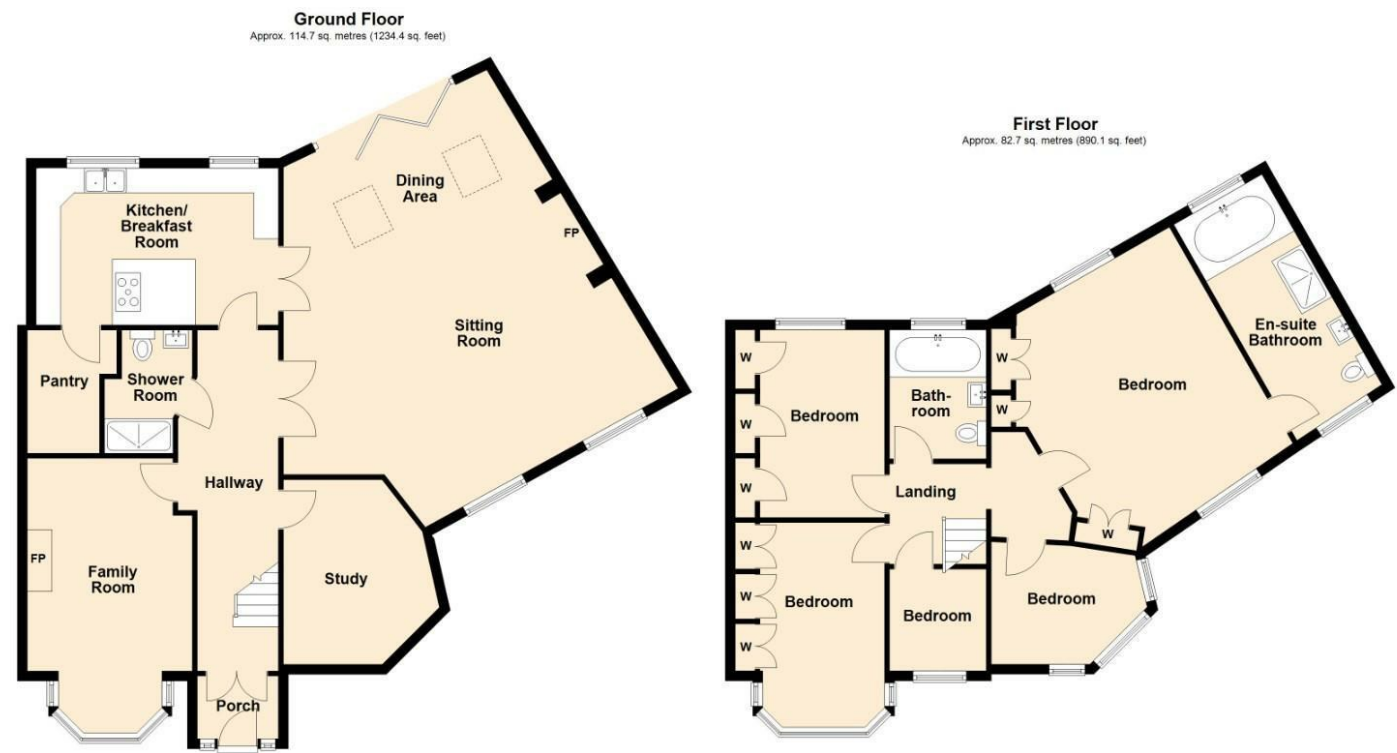 Ground Floor
Approx. 114.7 sq. metres (1234.4 sq. feet)
Dining
Area
Kitchen/
Breakfast
Room
FP
Sitting
Room
Pantry
Shower
Room
Hallway
FP
Family
Room
Study
Porch
First Floor
Approx. 82.7 sq. metres (890.1 sq. feet)
En-suite
Bathroom
W
W
Bedroom
Bath-
room
W
W
Bedroom
W
Landing
W
W
Bedroom
W
W
Bedroom
Bedroom